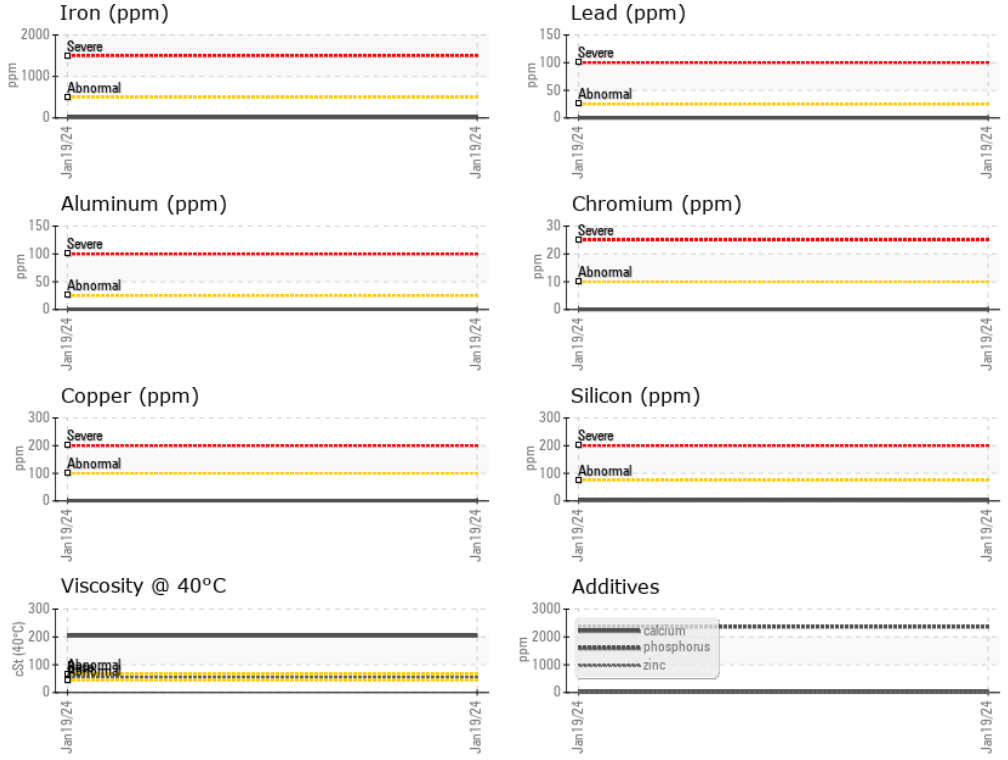 Iron (ppm)
2000
1000
0
ppm
Severe
Abnormal
Jan19/24
Jan19/24
Lead (ppm)
150
100
50
0
ppm
Severe
Abnormal
Jan19/24
Jan19/24
Aluminum (ppm)
150
100
50
0
ppm
Severe
Abnormal
Jan19/24
Jan19/24
Chromium (ppm)
30
20
10
0
ppm
Severe
Abnormal
Jan19/24
Jan19/24
Copper (ppm)
300
200
100
0
ppm
Severe
Abnormal
Jan19/24
Jan19/24
Silicon (ppm)
300
200
100
0
ppm
Severe
Abnormal
Jan19/24
Jan19/24
Viscosity @ 40°C
300
200
100
0
cSt (40°C)
Abnormal
Abnormal
Jan19/24
Jan19/24
Additives
3000
2000
1000
0
ppm
calcium
phosphorus
zinc
Jan19/24
Jan19/24